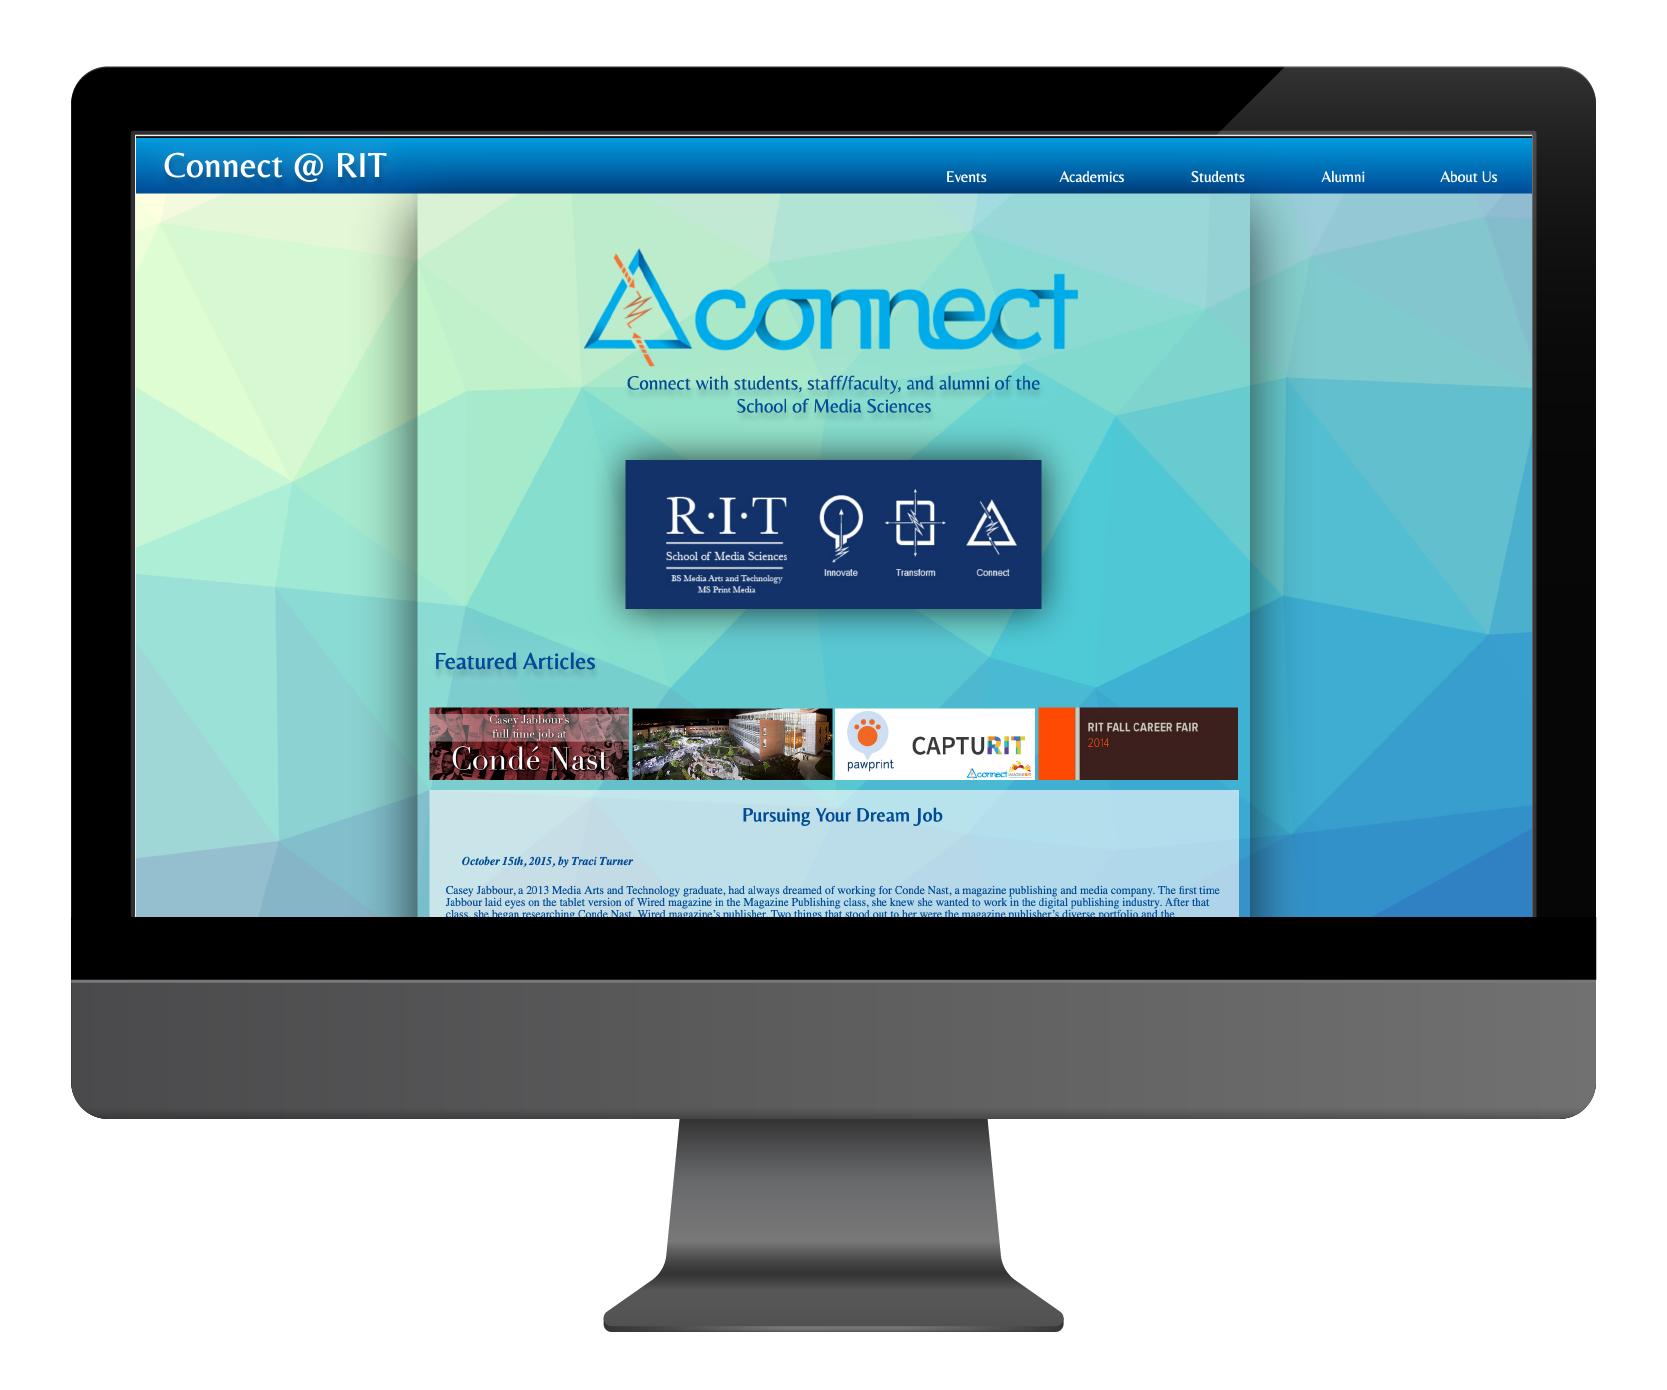 Connect @ RIT
Events
Academics
Students
Alumni
About Us
connect
Connect with students, staff/faculty, and alumni of the
School of Media Sciences
R·I·T
School of Media Sciences
BS Media Arts and Technology
MS Print Media
Innovate
Transform
Connect
Featured Articles
Casey Jabbour's
full time job at
Condé Nast
pawprint
CAPTURIT
connect
RIT FALL CAREER FAIR
2014
Pursuing Your Dream Job
October 15th, 2015, by Traci Turner
Casey Jabbour, a 2013 Media Arts and Technology graduate, had always dreamed of working for Conde Nast, a magazine publishing and media company. The first time
Jabbour laid eyes on the tablet version of Wired magazine in the Magazine Publishing class, she knew she wanted to work in the digital publishing industry. After that
class, she began researching Conde Nast, Wired magazine's publisher. Two things that stood out to her were the magazine publisher's diverse portfolio and the